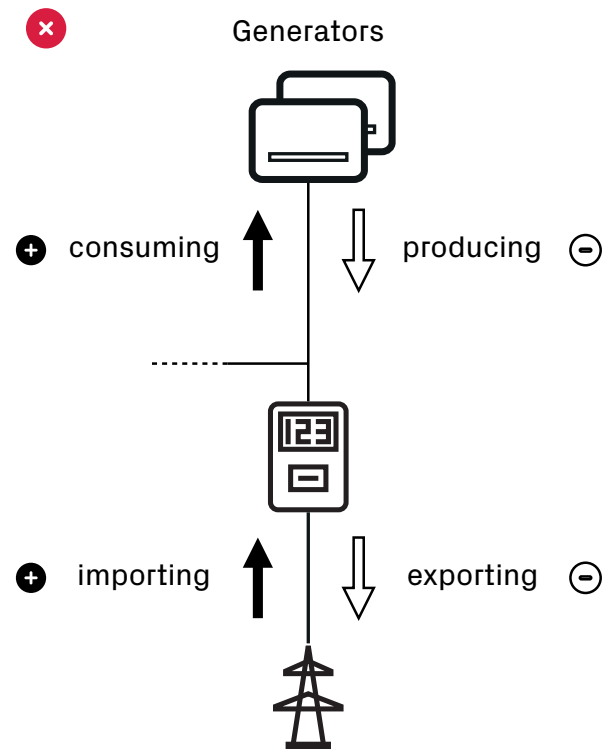 Generators
+ consuming producing -
123
+ importing exporting -